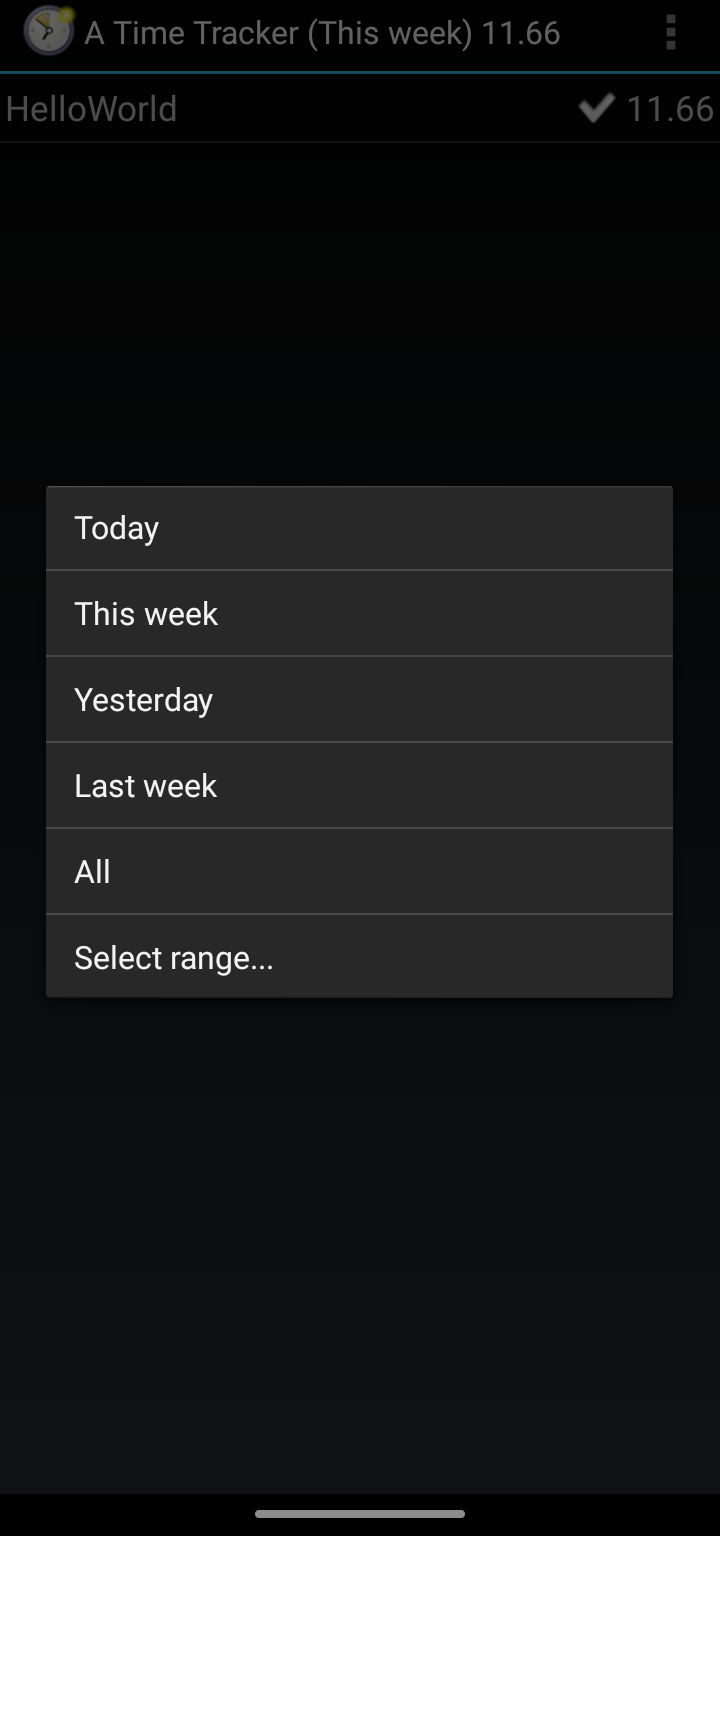 A Time Tracker (This week) 11.66
HelloWorld 11.66
Today
This week
Yesterday
Last week
All
Select range...